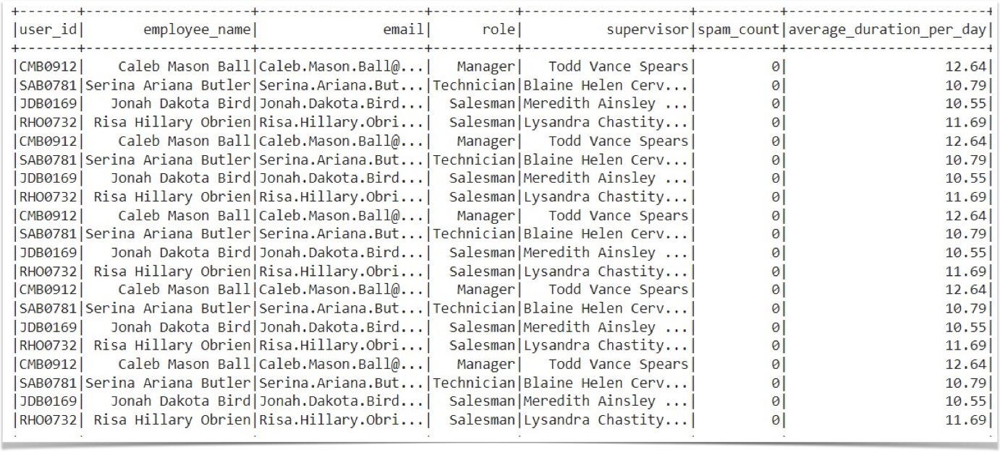 +-------+--------------------+--------------------+----------+--------------------+----------+------------------------+
|user_id|       employee_name|               email|      role|          supervisor|spam_count|average_duration_per_day|
+-------+--------------------+--------------------+----------+--------------------+----------+------------------------+
|CMB0912|    Caleb Mason Ball|Caleb.Mason.Ball@...|   Manager|   Todd Vance Spears|         0|                   12.64|
|SAB0781|Serina Ariana Butler|Serina.Ariana.But...|Technician|Blaine Helen Cerv...|         0|                   10.79|
|JDB0169|   Jonah Dakota Bird|Jonah.Dakota.Bird...|  Salesman|Meredith Ainsley ...|         0|                   10.55|
|RHO0732| Risa Hillary Obrien|Risa.Hillary.Obri...|  Salesman|Lysandra Chastity...|         0|                   11.69|
|CMB0912|    Caleb Mason Ball|Caleb.Mason.Ball@...|   Manager|   Todd Vance Spears|         0|                   12.64|
|SAB0781|Serina Ariana Butler|Serina.Ariana.But...|Technician|Blaine Helen Cerv...|         0|                   10.79|
|JDB0169|   Jonah Dakota Bird|Jonah.Dakota.Bird...|  Salesman|Meredith Ainsley ...|         0|                   10.55|
|RHO0732| Risa Hillary Obrien|Risa.Hillary.Obri...|  Salesman|Lysandra Chastity...|         0|                   11.69|
|CMB0912|    Caleb Mason Ball|Caleb.Mason.Ball@...|   Manager|   Todd Vance Spears|         0|                   12.64|
|SAB0781|Serina Ariana Butler|Serina.Ariana.But...|Technician|Blaine Helen Cerv...|         0|                   10.79|
|JDB0169|   Jonah Dakota Bird|Jonah.Dakota.Bird...|  Salesman|Meredith Ainsley ...|         0|                   10.55|
|RHO0732| Risa Hillary Obrien|Risa.Hillary.Obri...|  Salesman|Lysandra Chastity...|         0|                   11.69|
|CMB0912|    Caleb Mason Ball|Caleb.Mason.Ball@...|   Manager|   Todd Vance Spears|         0|                   12.64|
|SAB0781|Serina Ariana Butler|Serina.Ariana.But...|Technician|Blaine Helen Cerv...|         0|                   10.79|
|JDB0169|   Jonah Dakota Bird|Jonah.Dakota.Bird...|  Salesman|Meredith Ainsley ...|         0|                   10.55|
|RHO0732| Risa Hillary Obrien|Risa.Hillary.Obri...|  Salesman|Lysandra Chastity...|         0|                   11.69|
|CMB0912|    Caleb Mason Ball|Caleb.Mason.Ball@...|   Manager|   Todd Vance Spears|         0|                   12.64|
|SAB0781|Serina Ariana Butler|Serina.Ariana.But...|Technician|Blaine Helen Cerv...|         0|                   10.79|
|JDB0169|   Jonah Dakota Bird|Jonah.Dakota.Bird...|  Salesman|Meredith Ainsley ...|         0|                   10.55|
|RHO0732| Risa Hillary Obrien|Risa.Hillary.Obri...|  Salesman|Lysandra Chastity...|         0|                   11.69|